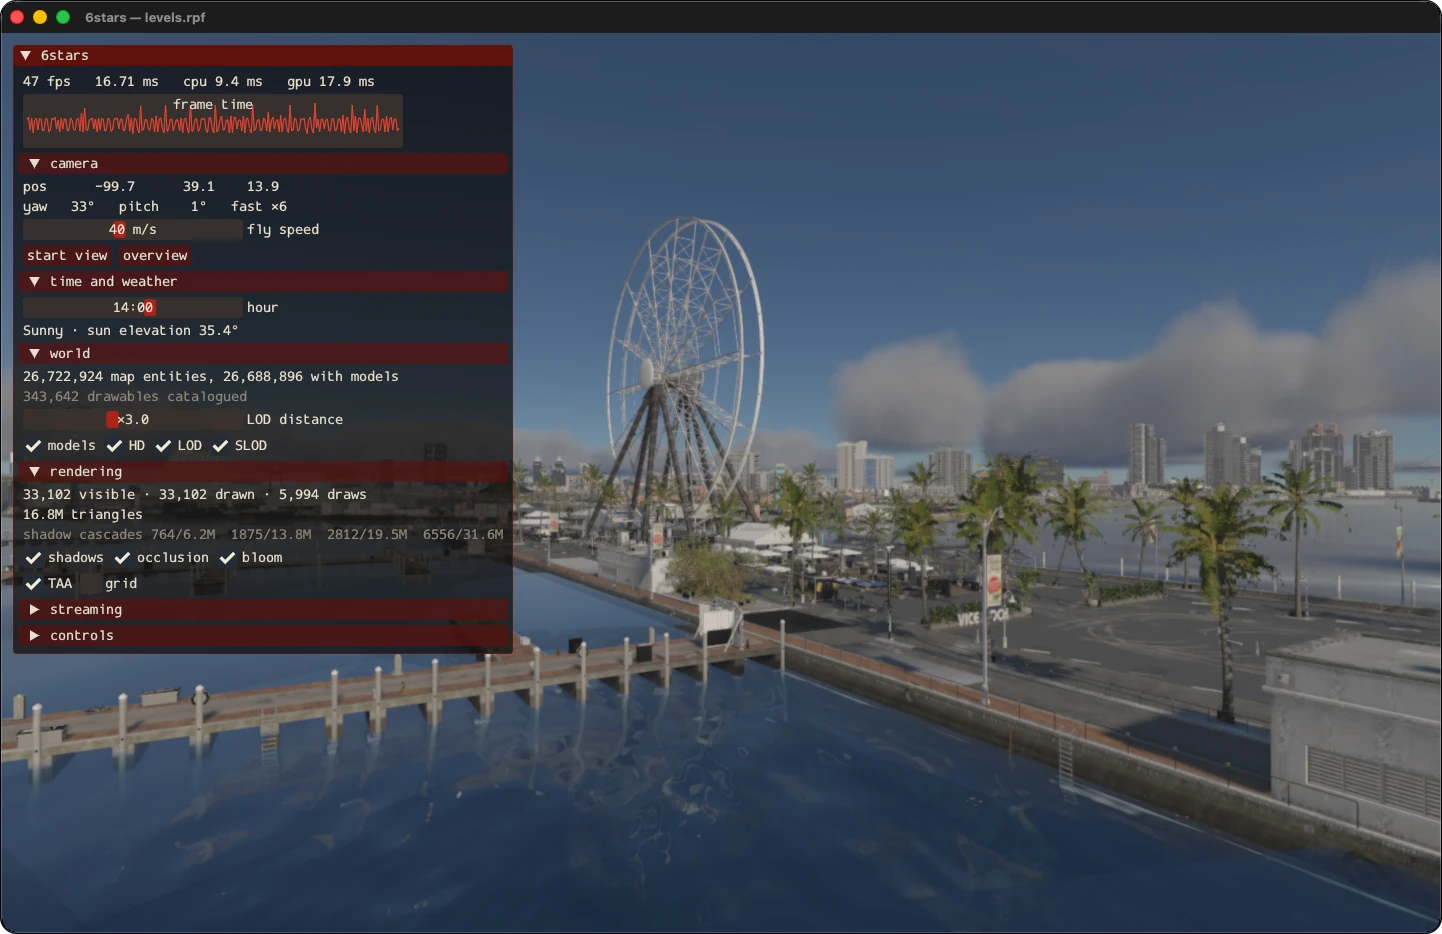 6stars — levels.rpf
6stars
47 fps 16.71 ms cpu 9.4 ms gpu 17.9 ms
frame time
camera
pos -99.7 39.1 13.9
yaw 33° pitch 1° fast ×6
40 m/s fly speed
start view overview
time and weather
14:00 hour
Sunny · sun elevation 35.4°
world
26,722,924 map entities, 26,688,896 with models
343,642 drawables catalogued
×3.0 LOD distance
models HD LOD SLOD
rendering
33,102 visible · 33,102 drawn · 5,994 draws
16.8M triangles
shadow cascades 764/6.2M 1875/13.8M 2812/19.5M 6556/31.6M
shadows occlusion bloom
TAA grid
streaming
controls
VICE